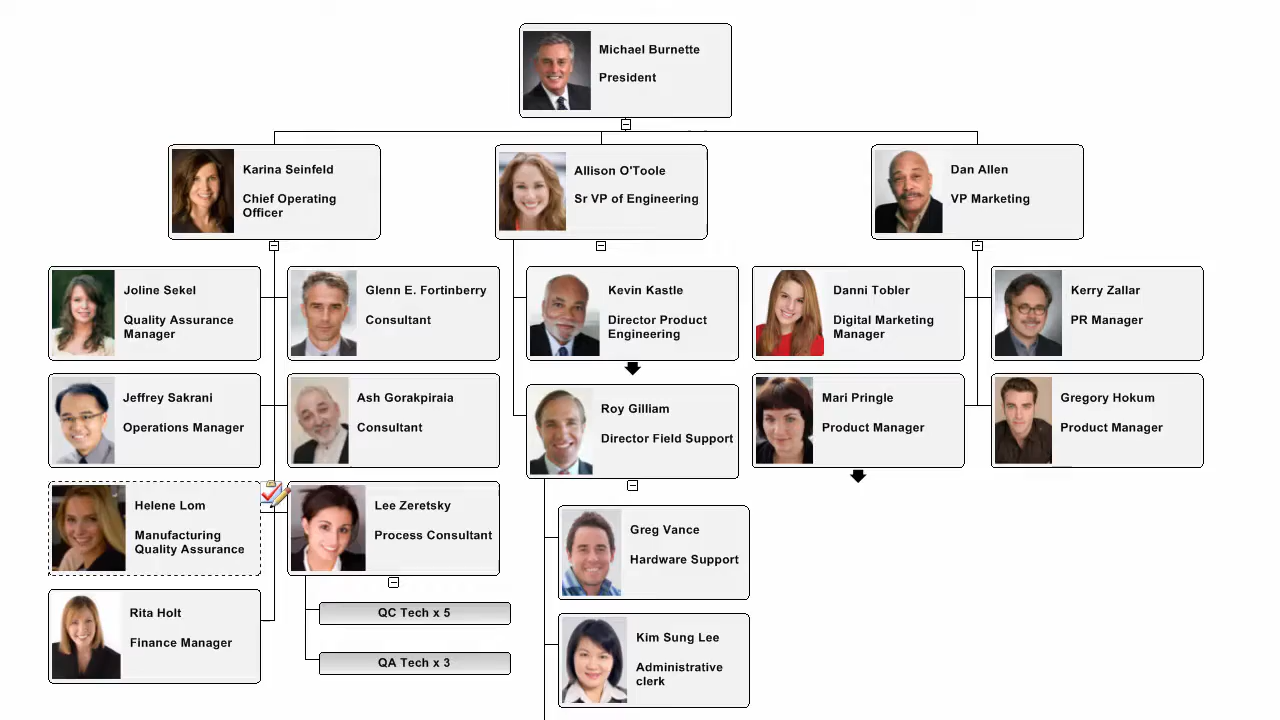 Michael Burnette
President
Karina Seinfeld
Chief Operating
Officer
Allison O'Toole
Sr VP of Engineering
Dan Allen
VP Marketing
Joline Sekel
Quality Assurance
Manager
Glenn E. Fortinberry
Consultant
Kevin Kastle
Director Product
Engineering
Danni Tobler
Digital Marketing
Manager
Kerry Zallar
PR Manager
Jeffrey Sakrani
Operations Manager
Ash Gorakpiraia
Consultant
Roy Gilliam
Director Field Support
Mari Pringle
Product Manager
Gregory Hokum
Product Manager
Helene Lom
Manufacturing
Quality Assurance
Lee Zeretsky
Process Consultant
Greg Vance
Hardware Support
Rita Holt
Finance Manager
QC Tech x 5
QA Tech x 3
Kim Sung Lee
Administrative
clerk